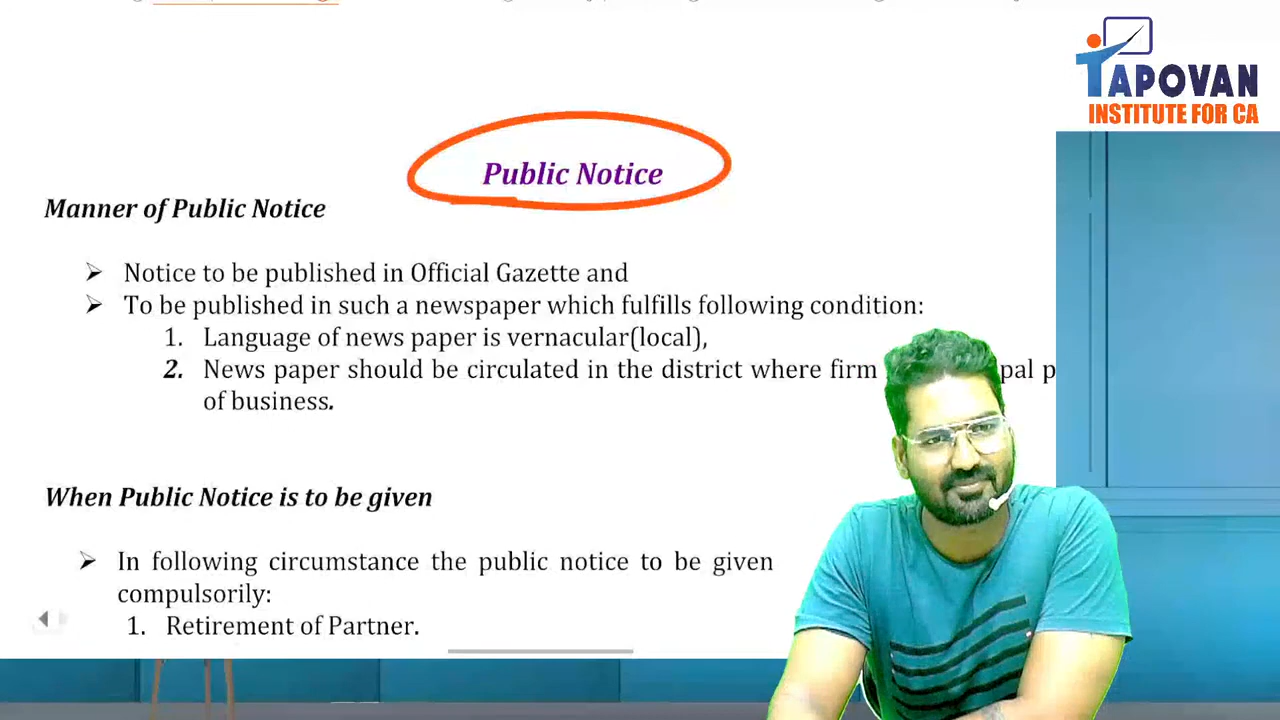 TAPOVAN
INSTITUTE FOR CA
Public Notice
Manner of Public Notice
➢ Notice to be published in Official Gazette and
➢ To be published in such a newspaper which fulfills following condition:
1. Language of news paper is vernacular(local),
2. News paper should be circulated in the district where firm pal p
of business.
When Public Notice is to be given
➢ In following circumstance the public notice to be given
compulsorily:
1. Retirement of Partner.